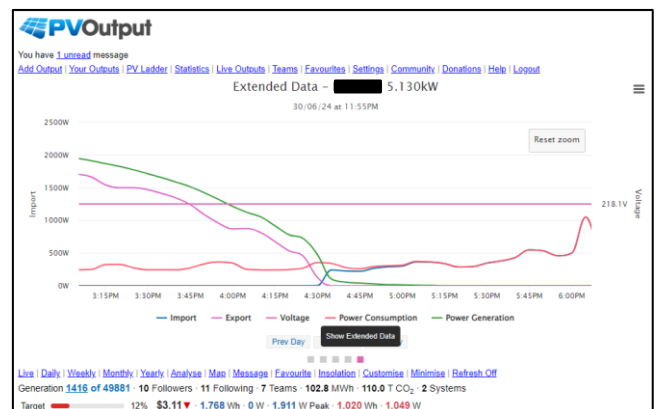 PVOutput
You have 1 unread message
Add Output | Your Outputs | PV Ladder | Statistics | Live Outputs | Teams | Favourites | Settings | Community | Donations | Help | Logout
Extended Data - 5.130kW
30/06/24 at 11:55PM
Reset zoom
2500W
2000W
1500W
1000W
500W
0W
Import
218.1V
Voltage
3:15PM 3:30PM 3:45PM 4:00PM 4:15PM 4:30PM 4:45PM 5:00PM 5:15PM 5:30PM 5:45PM 6:00PM
Import Export Voltage Power Consumption Power Generation
Prev Day Show Extended Data
Live | Daily | Weekly | Monthly | Yearly | Analyse | Map | Message | Favourite | Insolation | Customise | Minimise | Refresh Off
Generation 1416 of 49881 · 10 Followers · 11 Following · 7 Teams · 102.8 MWh · 110.0 T CO₂ · 2 Systems
Target 12% $3.11▼ · 1.768 Wh · 0 W · 1.911 W Peak · 1.020 Wh · 1.049 W